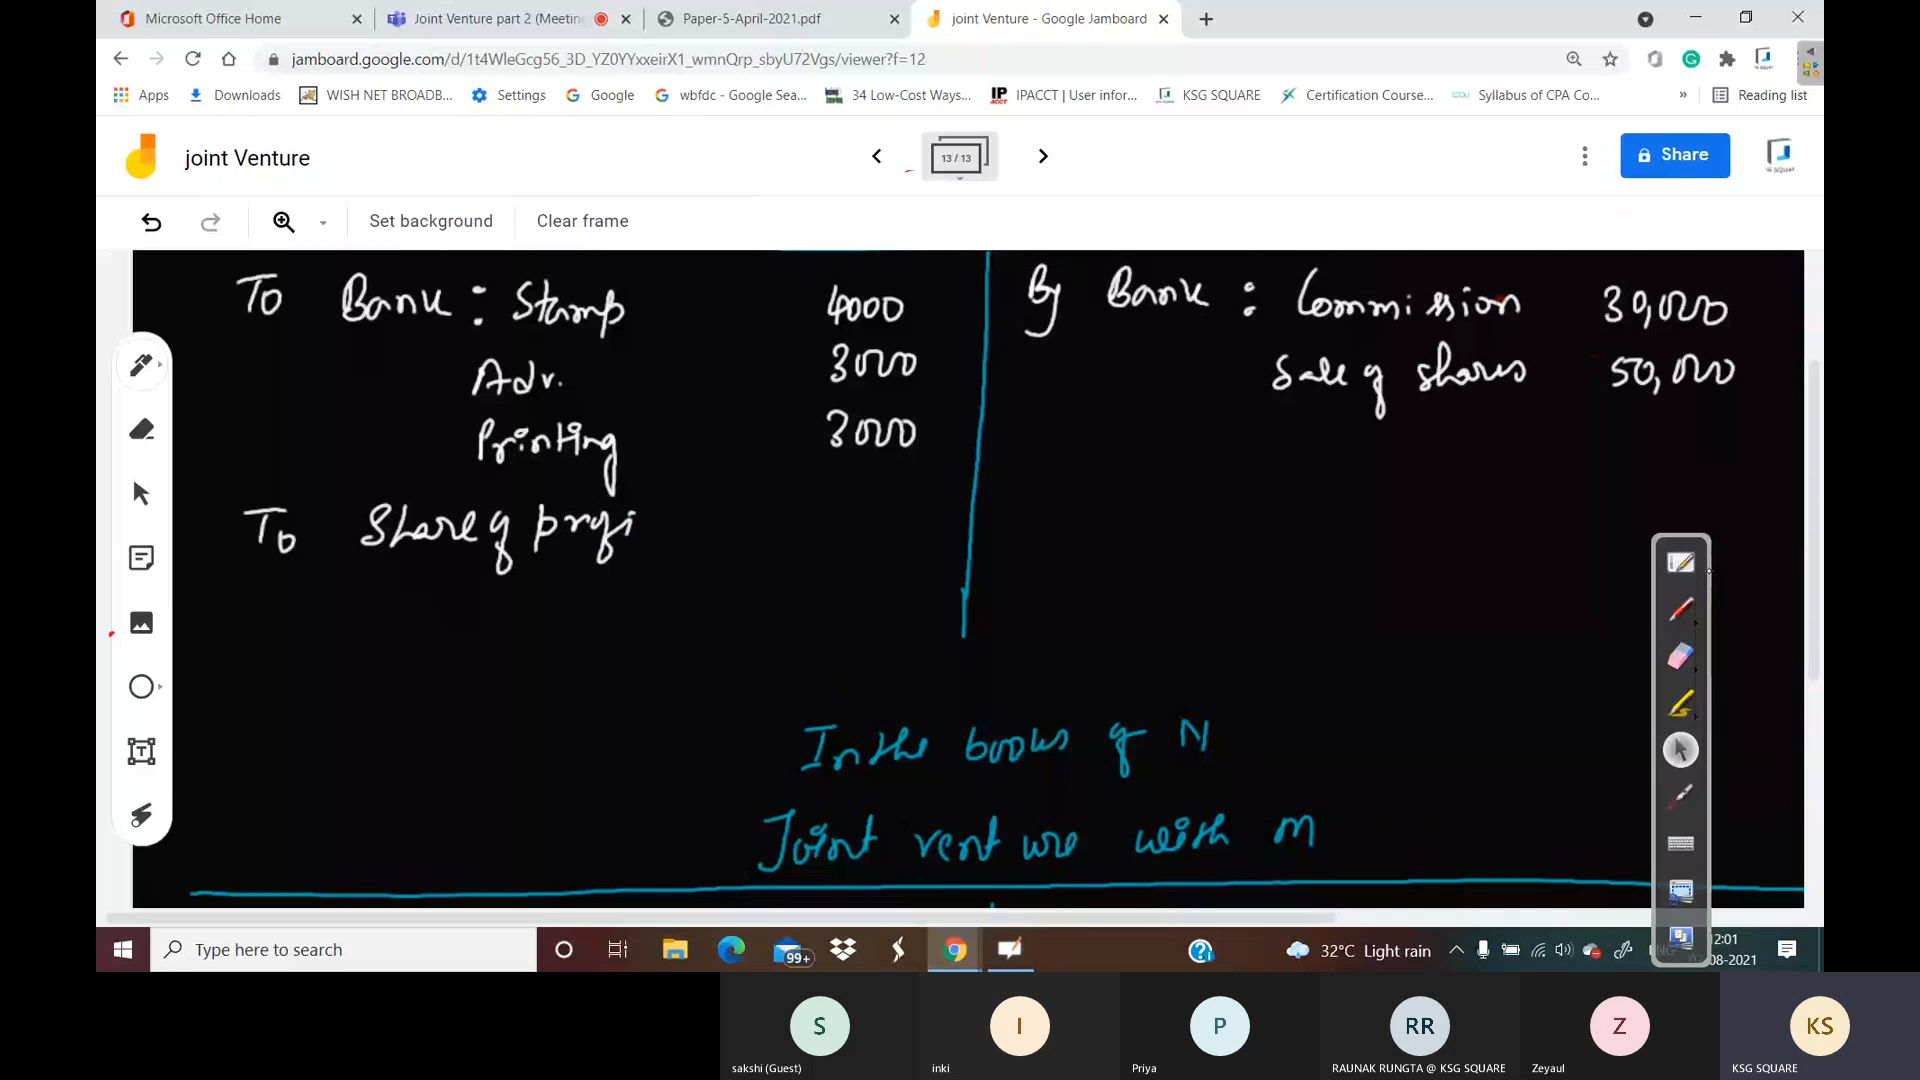 Microsoft Office Home
Joint Venture part 2 (Meetin
Paper-5-April-2021.pdf
joint Venture - Google Jamboard
jamboard.google.com/d/1t4WleGcg56_3D_YZ0YYxxeirX1_wmnQrp_sbyU72Vgs/viewer?f=12
Apps
Downloads
WISH NET BROADB...
Settings
Google
wbfdc - Google Sea...
34 Low-Cost Ways...
IPACCT | User infor...
KSG SQUARE
Certification Course...
Syllabus of CPA Co...
»
Reading list
joint Venture
13 / 13
Share
Set background
Clear frame
To Bank : Stamp 4000
Adv. 3000
Printing 3000
To Share of profi
By Bank : Commission 30,000
Sale of shares 50,000
In the books of N
Joint venture with M
Type here to search
99+
32°C Light rain
12:01
08-2021
S
I
P
RR
Z
KS
sakshi (Guest)
inki
Priya
RAUNAK RUNGTA @ KSG SQUARE
Zeyaul
KSG SQUARE